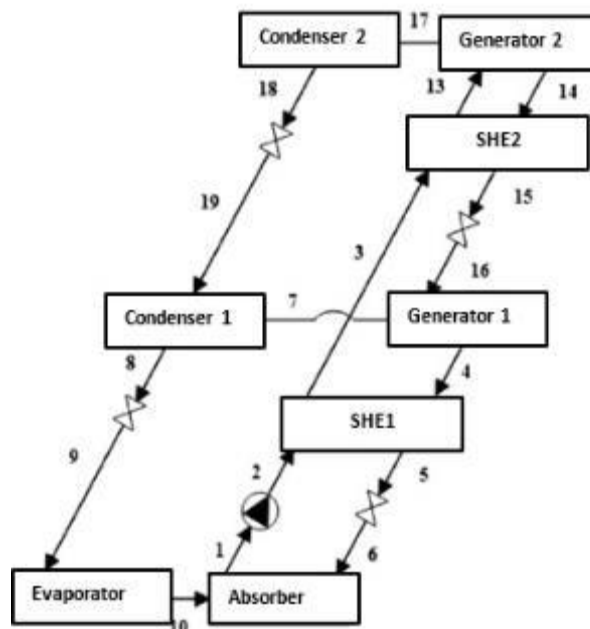 17
Condenser 2
Generator 2
18
13
14
SHE2
15
19
3
16
7
Condenser 1
Generator 1
8
4
SHE1
9
2
5
1
6
Evaporator
Absorber
10